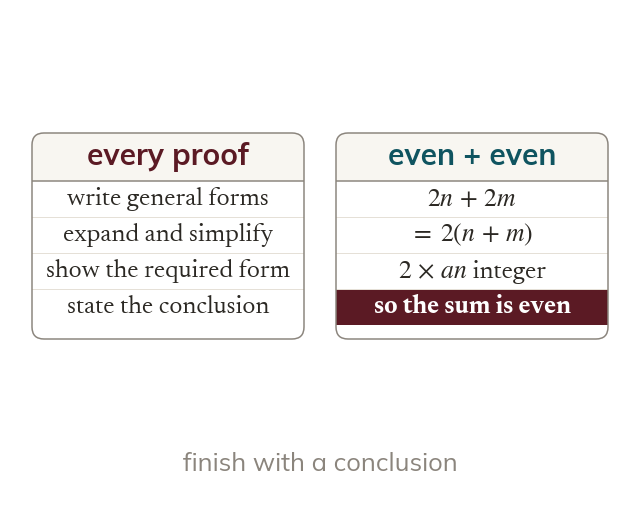 every proof
write general forms
expand and simplify
show the required form
state the conclusion
even + even
2n + 2m
= 2(n + m)
2 × an integer
so the sum is even
finish with a conclusion